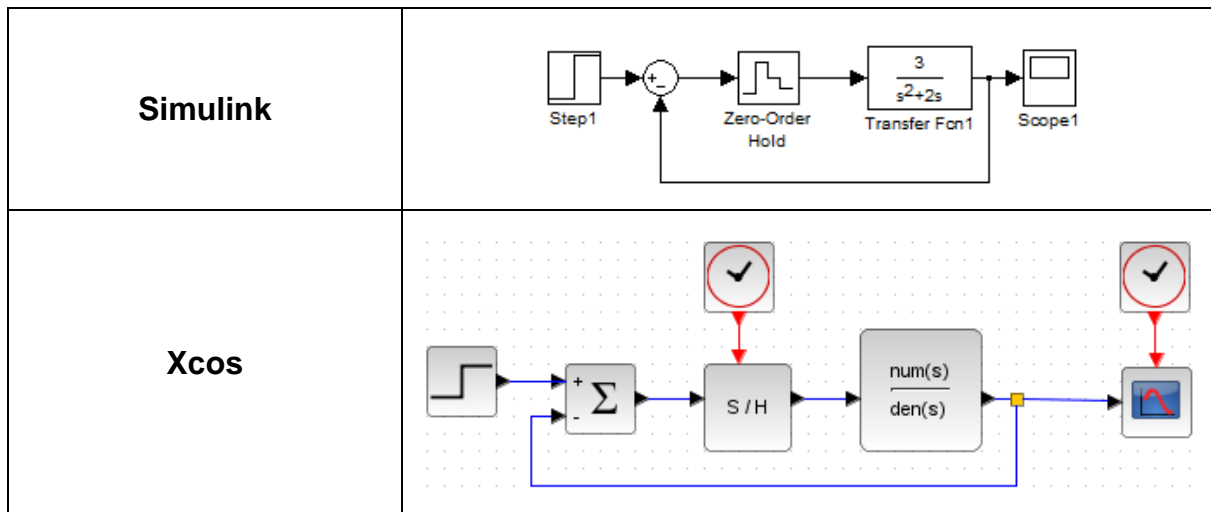 Simulink
+
−
3
s²+2s
Step1
Zero-Order
Hold
Transfer Fcn1
Scope1
Xcos
+
-
Σ
S / H
num(s)
den(s)